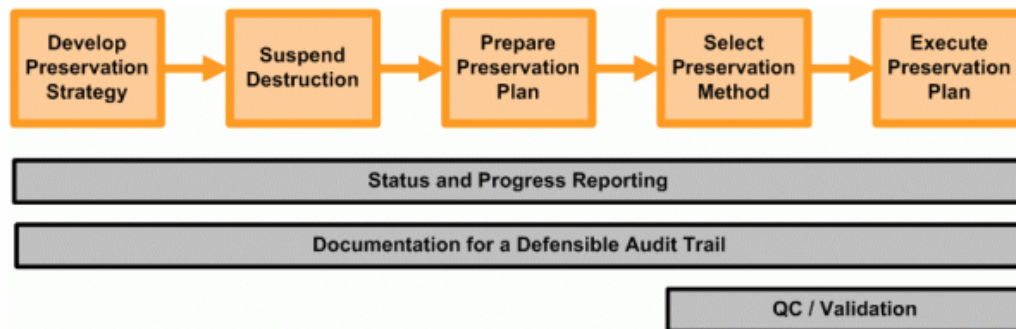 Develop
Preservation
Strategy
Suspend
Destruction
Prepare
Preservation
Plan
Select
Preservation
Method
Execute
Preservation
Plan
Status and Progress Reporting
Documentation for a Defensible Audit Trail
QC / Validation